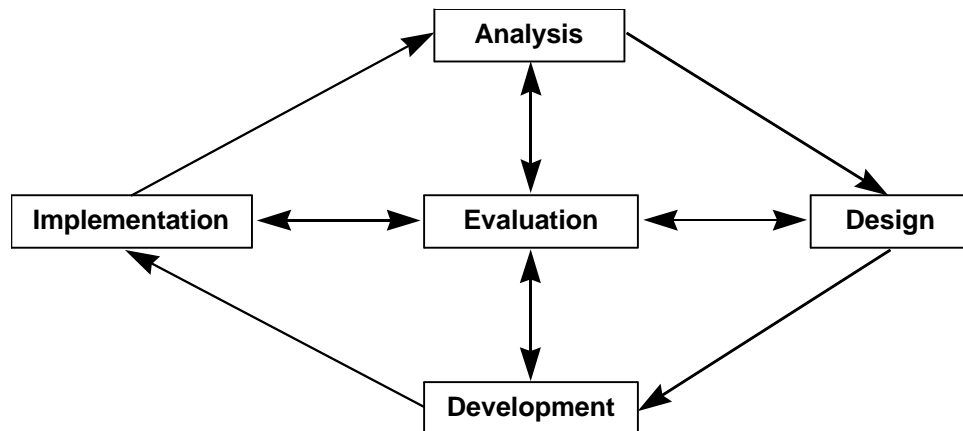 Analysis
Implementation
Evaluation
Design
Development